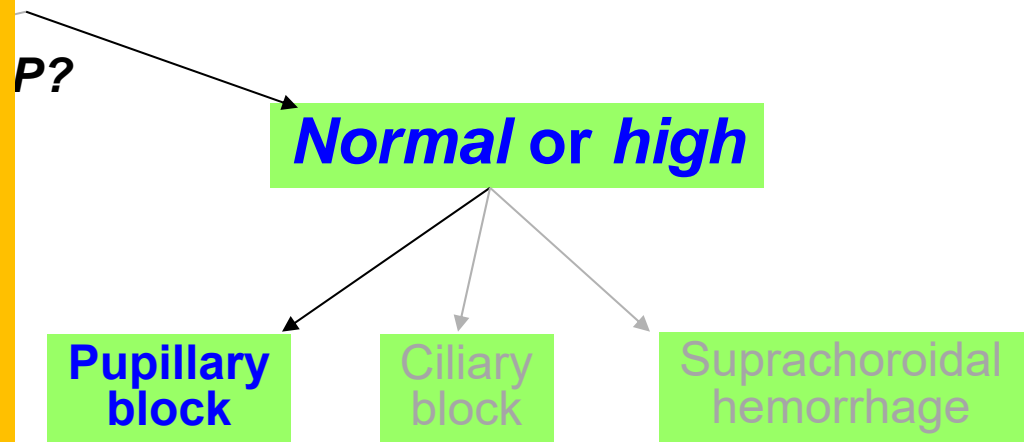 P?
Normal or high
Pupillary
block
Ciliary
block
Suprachoroidal
hemorrhage